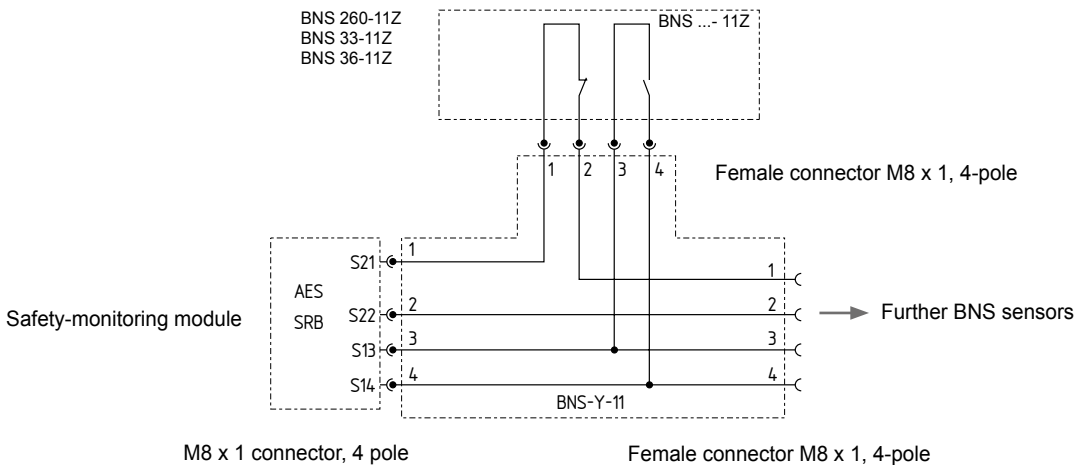 BNS 260-11Z
BNS 33-11Z
BNS 36-11Z
BNS ...- 11Z
1 2 3 4
Female connector M8 x 1, 4-pole
Safety-monitoring module
AES
SRB
S21 1
S22 2
S13 3
S14 4
1
2
3
4
Further BNS sensors
BNS-Y-11
M8 x 1 connector, 4 pole
Female connector M8 x 1, 4-pole